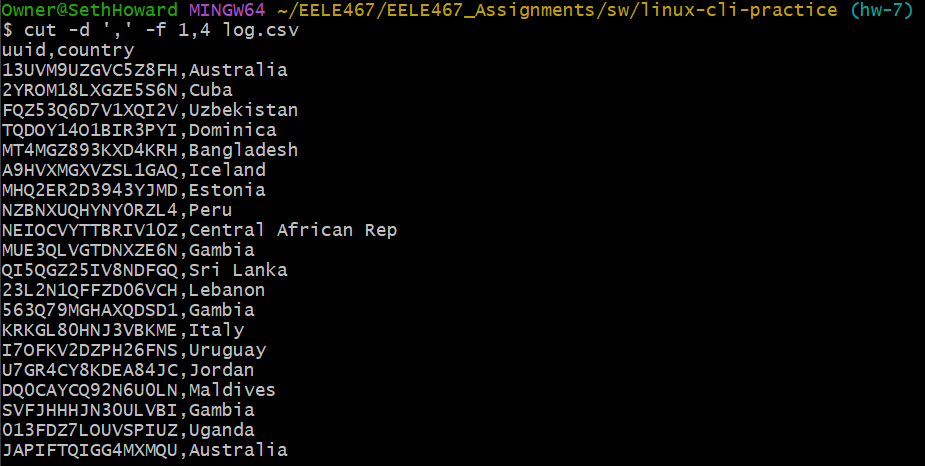 Owner@SethHoward MINGW64 ~/EELE467/EELE467_Assignments/sw/linux-cli-practice (hw-7)
$ cut -d ',' -f 1,4 log.csv
uuid,country
13UVM9UZGVC5Z8FH,Australia
2YROM18LXGZE5S6N,Cuba
FQZ53Q6D7V1XQI2V,Uzbekistan
TQDOY14O1BIR3PYI,Dominica
MT4MGZ893KXD4KRH,Bangladesh
A9HVXMGXVZSL1GAQ,Iceland
MHQ2ER2D3943YJMD,Estonia
NZBNXUQHYNY0RZL4,Peru
NEIOCVYTTBRIV1OZ,Central African Rep
MUE3QLVGTDNXZE6N,Gambia
QI5QGZ25IV8NDFGQ,Sri Lanka
23L2N1QFFZD06VCH,Lebanon
563Q79MGHAXQDSD1,Gambia
KRKGL80HNJ3VBKME,Italy
I7OFKV2DZPH26FNS,Uruguay
U7GR4CY8KDEA84JC,Jordan
DQ0CAYCQ92N6U0LN,Maldives
SVFJHHHJN3OULVBI,Gambia
O13FDZ7LOUVSPIUZ,Uganda
JAPIFTQIGG4MXMQU,Australia